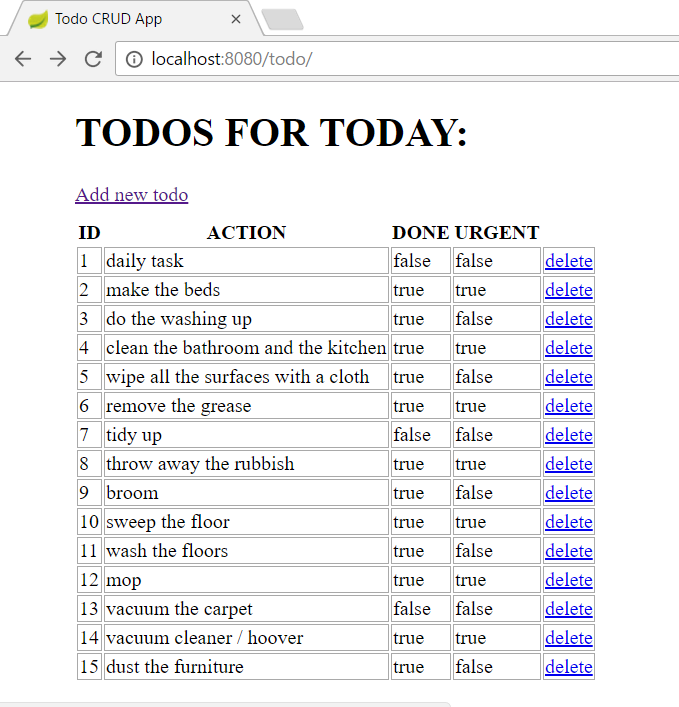 Todo CRUD App
localhost:8080/todo/
TODOS FOR TODAY:
Add new todo
ID ACTION DONE URGENT
1 daily task false false delete
2 make the beds true true delete
3 do the washing up true false delete
4 clean the bathroom and the kitchen true true delete
5 wipe all the surfaces with a cloth true false delete
6 remove the grease true true delete
7 tidy up false false delete
8 throw away the rubbish true true delete
9 broom true false delete
10 sweep the floor true true delete
11 wash the floors true false delete
12 mop true true delete
13 vacuum the carpet false false delete
14 vacuum cleaner / hoover true true delete
15 dust the furniture true false delete